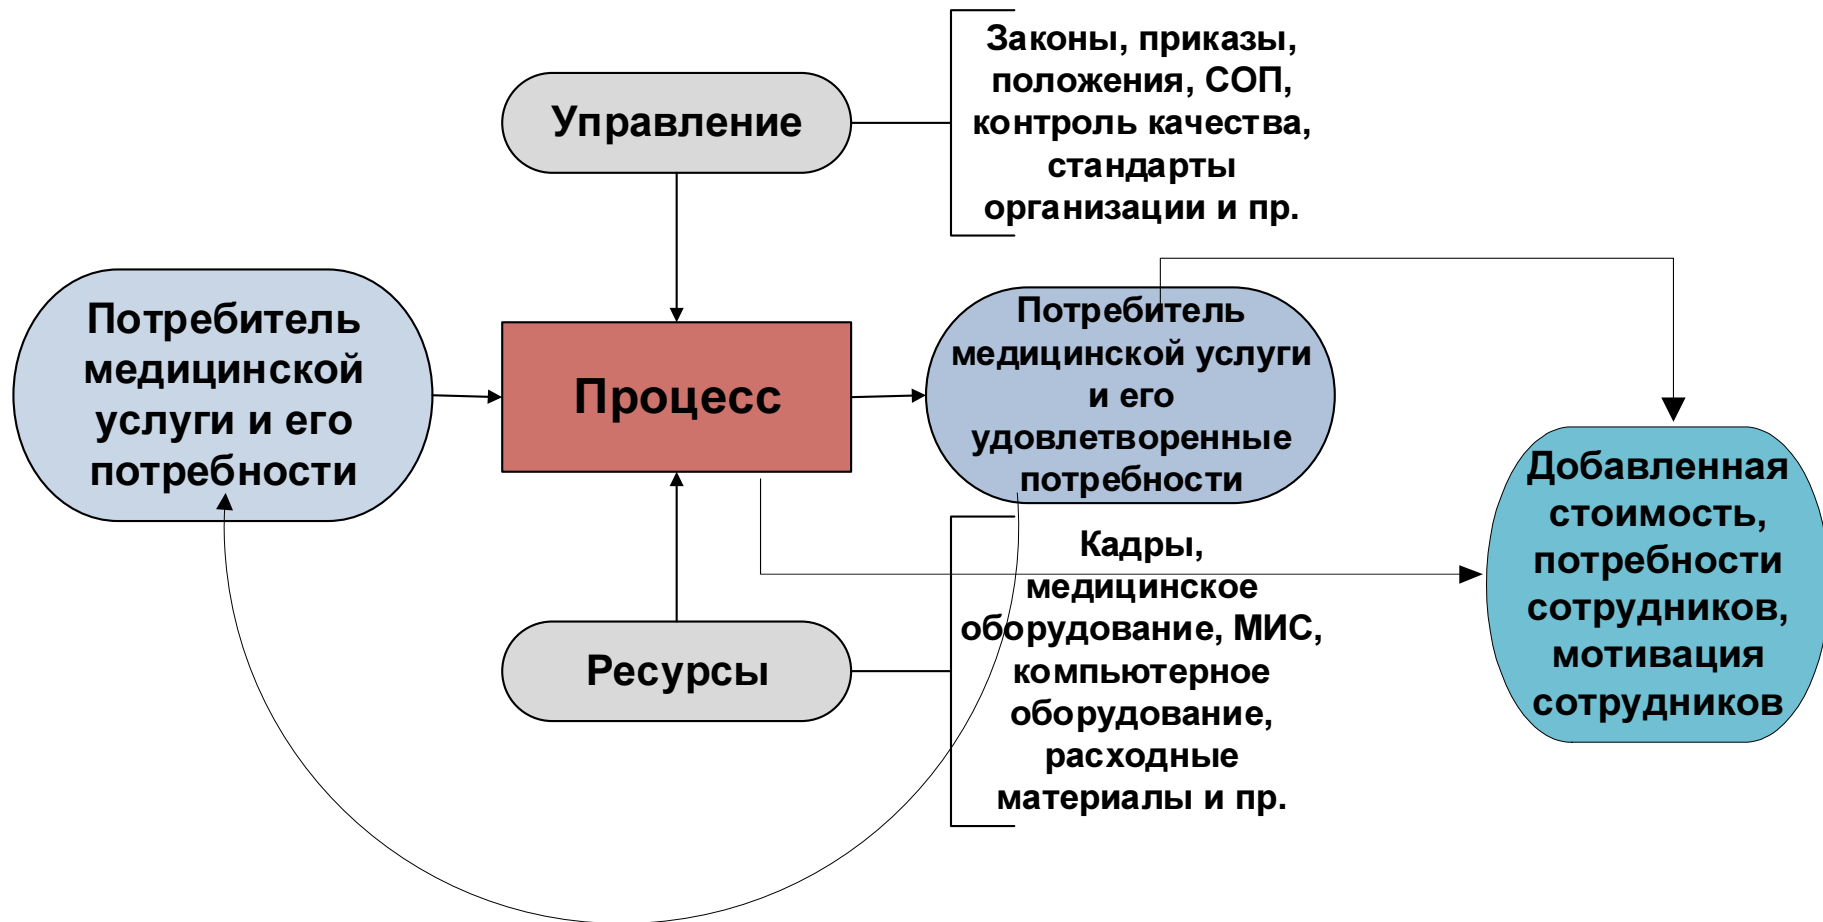 Законы, приказы,
положения, СОП,
контроль качества,
стандарты
организации и пр.
Управление
Потребитель
медицинской
услуги и его
потребности
Процесс
Потребитель
медицинской услуги
и его
удовлетворенные
потребности
Добавленная
стоимость,
потребности
сотрудников,
мотивация
сотрудников
Ресурсы
Кадры,
медицинское
оборудование, МИС,
компьютерное
оборудование,
расходные
материалы и пр.